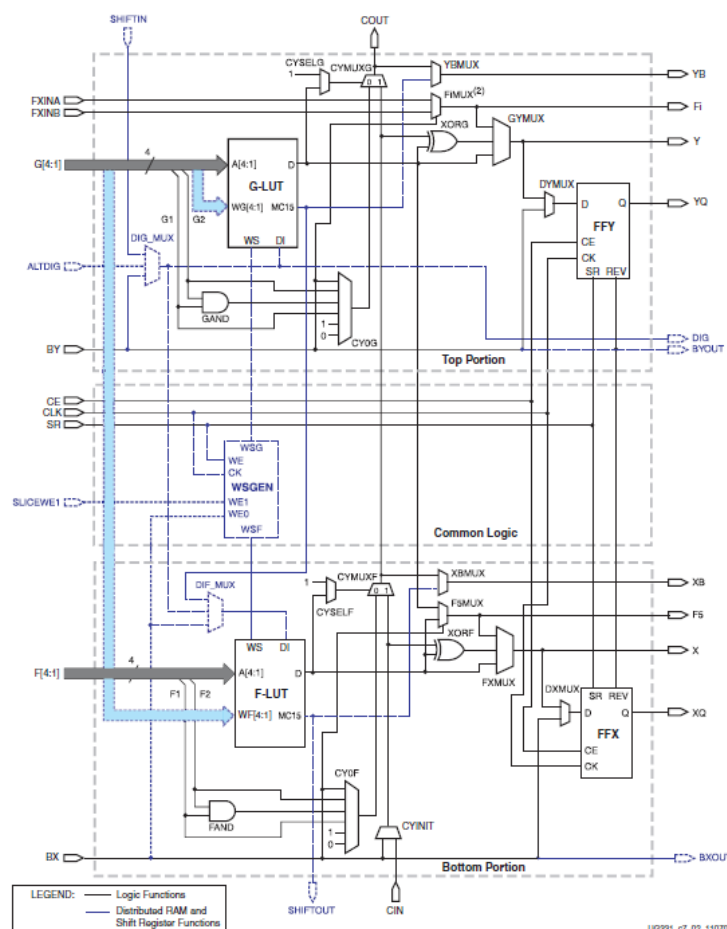 SHIFTIN
COUT
CYSELG
CYMUXG
YBMUX
YB
1
0 1
FXINA
FXINB
FiMUX(2)
Fi
XORG
GYMUX
Y
G[4:1]
4
A[4:1]
D
G-LUT
G1
G2
WG[4:1]
MC15
DYMUX
D
Q
YQ
FFY
CE
CK
SR REV
WS
DI
DIG_MUX
ALTDIG
GAND
1
0
CY0G
BY
DIG
BYOUT
Top Portion
CE
CLK
SR
WSG
WE
CK
WSGEN
WE1
WE0
WSF
SLICEWE1
Common Logic
DIF_MUX
1
CYMUXF
0 1
CYSELF
XBMUX
XB
F5MUX
F5
XORF
X
FXMUX
F[4:1]
4
WS
DI
A[4:1]
D
F-LUT
F1
F2
WF[4:1]
MC15
DXMUX
SR REV
D
Q
XQ
FFX
CE
CK
CY0F
FAND
1
0
CYINIT
BX
BXOUT
Bottom Portion
SHIFTOUT
CIN
LEGEND:
Logic Functions
Distributed RAM and
Shift Register Functions